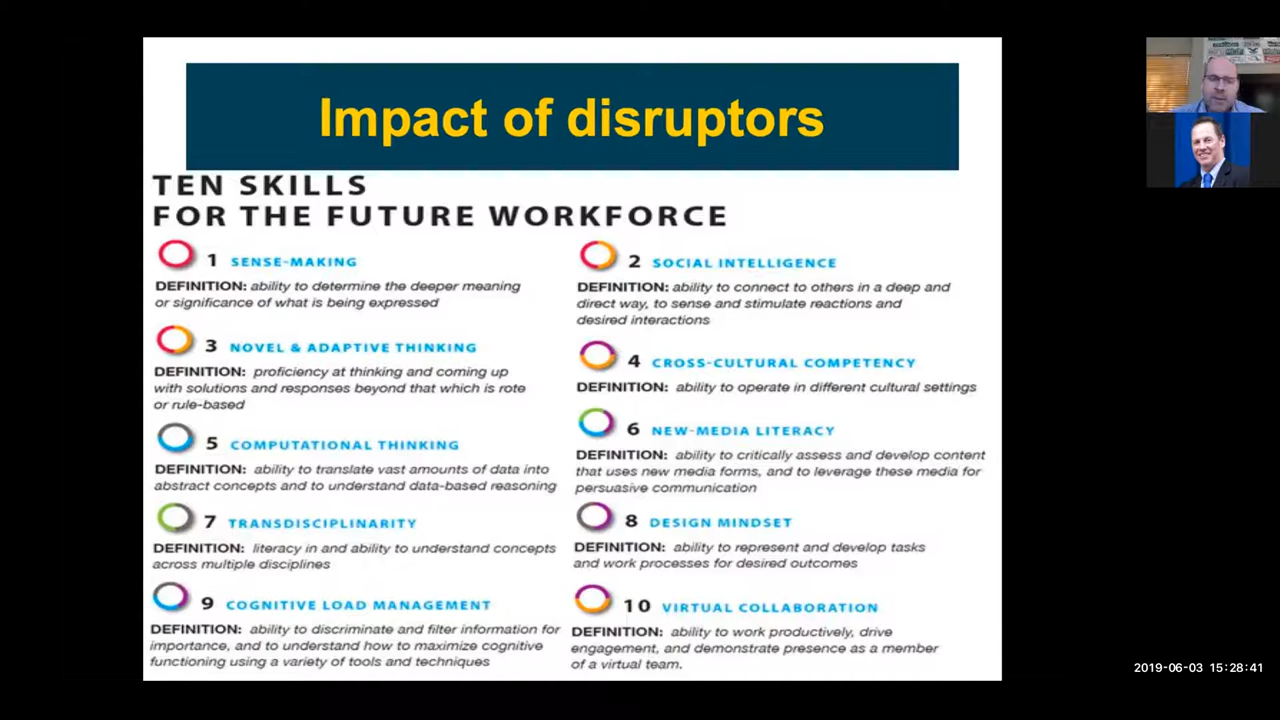 Impact of disruptors
TEN SKILLS
FOR THE FUTURE WORKFORCE
1 SENSE-MAKING
DEFINITION: ability to determine the deeper meaning
or significance of what is being expressed
2 SOCIAL INTELLIGENCE
DEFINITION: ability to connect to others in a deep and
direct way, to sense and stimulate reactions and
desired interactions
3 NOVEL & ADAPTIVE THINKING
DEFINITION: proficiency at thinking and coming up
with solutions and responses beyond that which is rote
or rule-based
4 CROSS-CULTURAL COMPETENCY
DEFINITION: ability to operate in different cultural settings
5 COMPUTATIONAL THINKING
DEFINITION: ability to translate vast amounts of data into
abstract concepts and to understand data-based reasoning
6 NEW-MEDIA LITERACY
DEFINITION: ability to critically assess and develop content
that uses new media forms, and to leverage these media for
persuasive communication
7 TRANSDISCIPLINARITY
DEFINITION: literacy in and ability to understand concepts
across multiple disciplines
8 DESIGN MINDSET
DEFINITION: ability to represent and develop tasks
and work processes for desired outcomes
9 COGNITIVE LOAD MANAGEMENT
DEFINITION: ability to discriminate and filter information for
importance, and to understand how to maximize cognitive
functioning using a variety of tools and techniques
10 VIRTUAL COLLABORATION
DEFINITION: ability to work productively, drive
engagement, and demonstrate presence as a member
of a virtual team.
2019-06-03 15:28:41